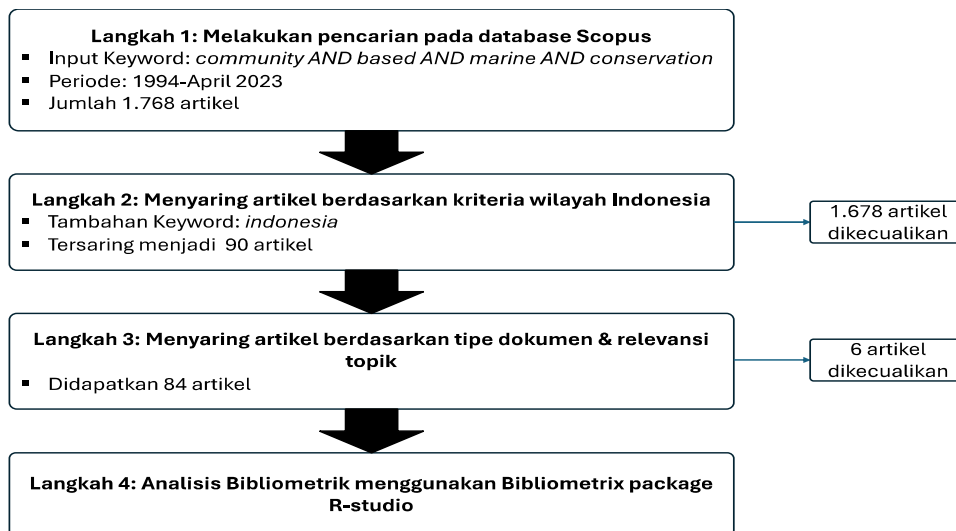 Langkah 1: Melakukan pencarian pada database Scopus
▪ Input Keyword: community AND based AND marine AND conservation
▪ Periode: 1994-April 2023
▪ Jumlah 1.768 artikel
Langkah 2: Menyaring artikel berdasarkan kriteria wilayah Indonesia
▪ Tambahan Keyword: indonesia
▪ Tersaring menjadi 90 artikel
1.678 artikel
dikecualikan
Langkah 3: Menyaring artikel berdasarkan tipe dokumen & relevansi
topik
▪ Didapatkan 84 artikel
6 artikel
dikecualikan
Langkah 4: Analisis Bibliometrik menggunakan Bibliometrix package
R-studio